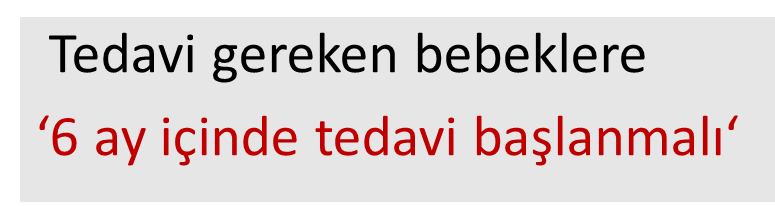 Tedavi gereken bebeklere
‘6 ay içinde tedavi başlanmalı‘